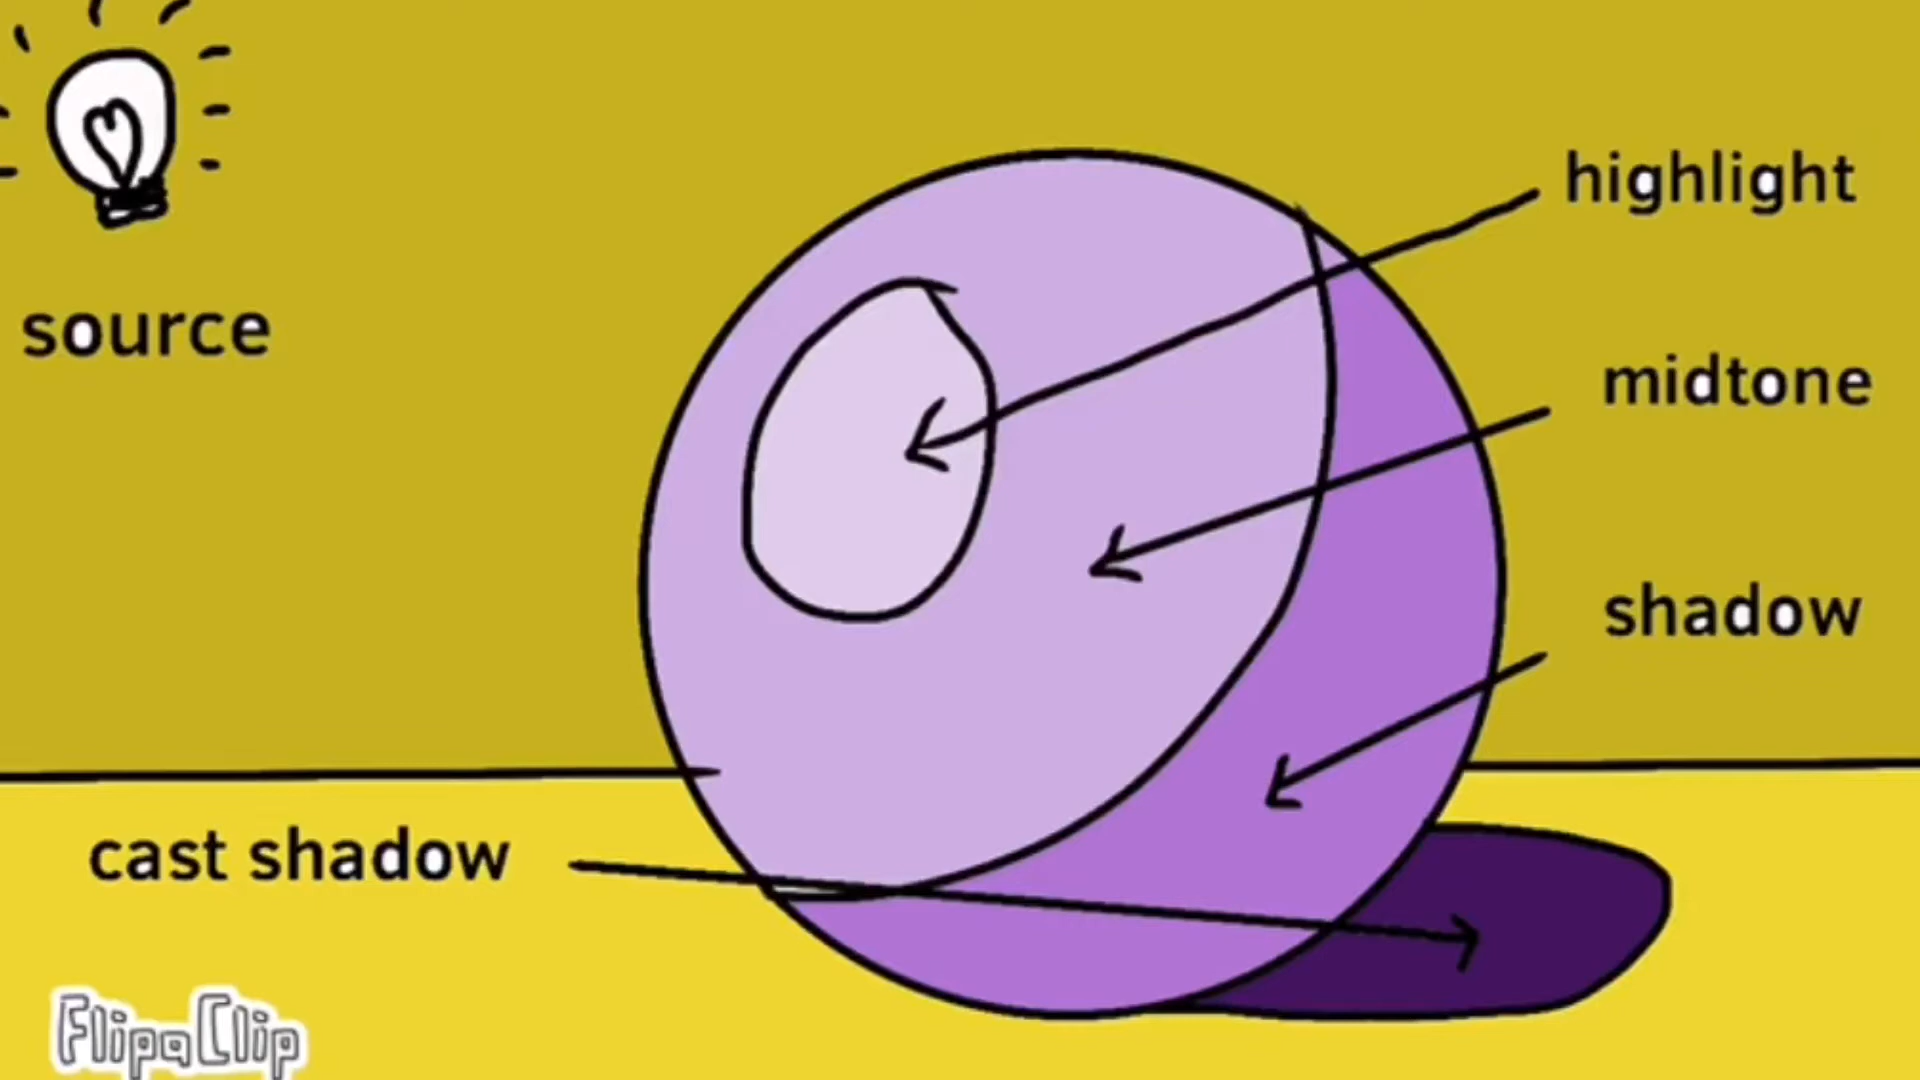 highlight
source
midtone
shadow
cast shadow
FlipaClip